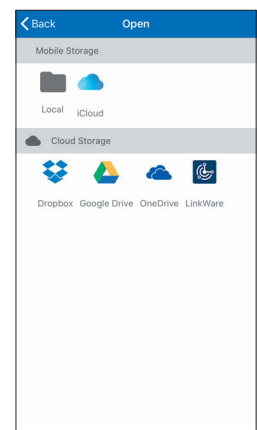 Back Open
Mobile Storage
Local iCloud
Cloud Storage
Dropbox Google Drive OneDrive LinkWare